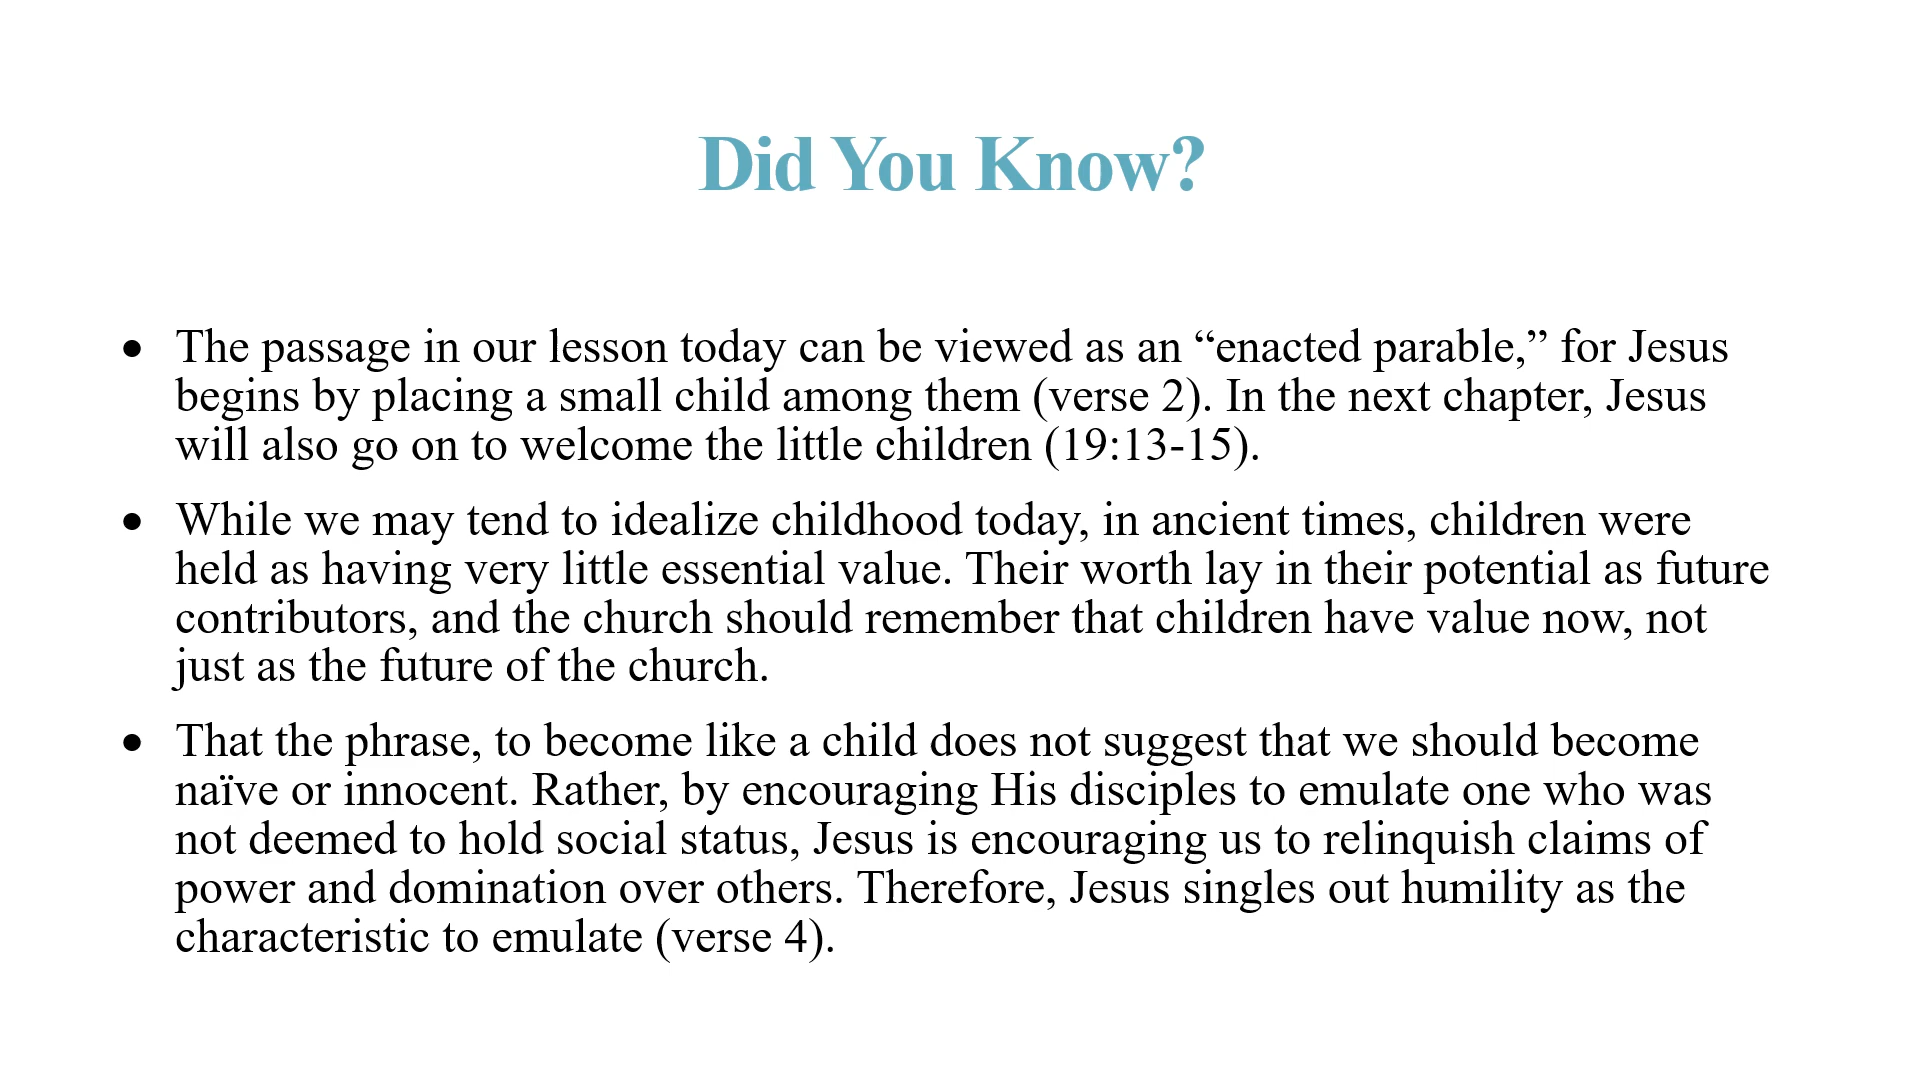 Did You Know?
• The passage in our lesson today can be viewed as an “enacted parable,” for Jesus
begins by placing a small child among them (verse 2). In the next chapter, Jesus
will also go on to welcome the little children (19:13-15).
• While we may tend to idealize childhood today, in ancient times, children were
held as having very little essential value. Their worth lay in their potential as future
contributors, and the church should remember that children have value now, not
just as the future of the church.
• That the phrase, to become like a child does not suggest that we should become
naïve or innocent. Rather, by encouraging His disciples to emulate one who was
not deemed to hold social status, Jesus is encouraging us to relinquish claims of
power and domination over others. Therefore, Jesus singles out humility as the
characteristic to emulate (verse 4).